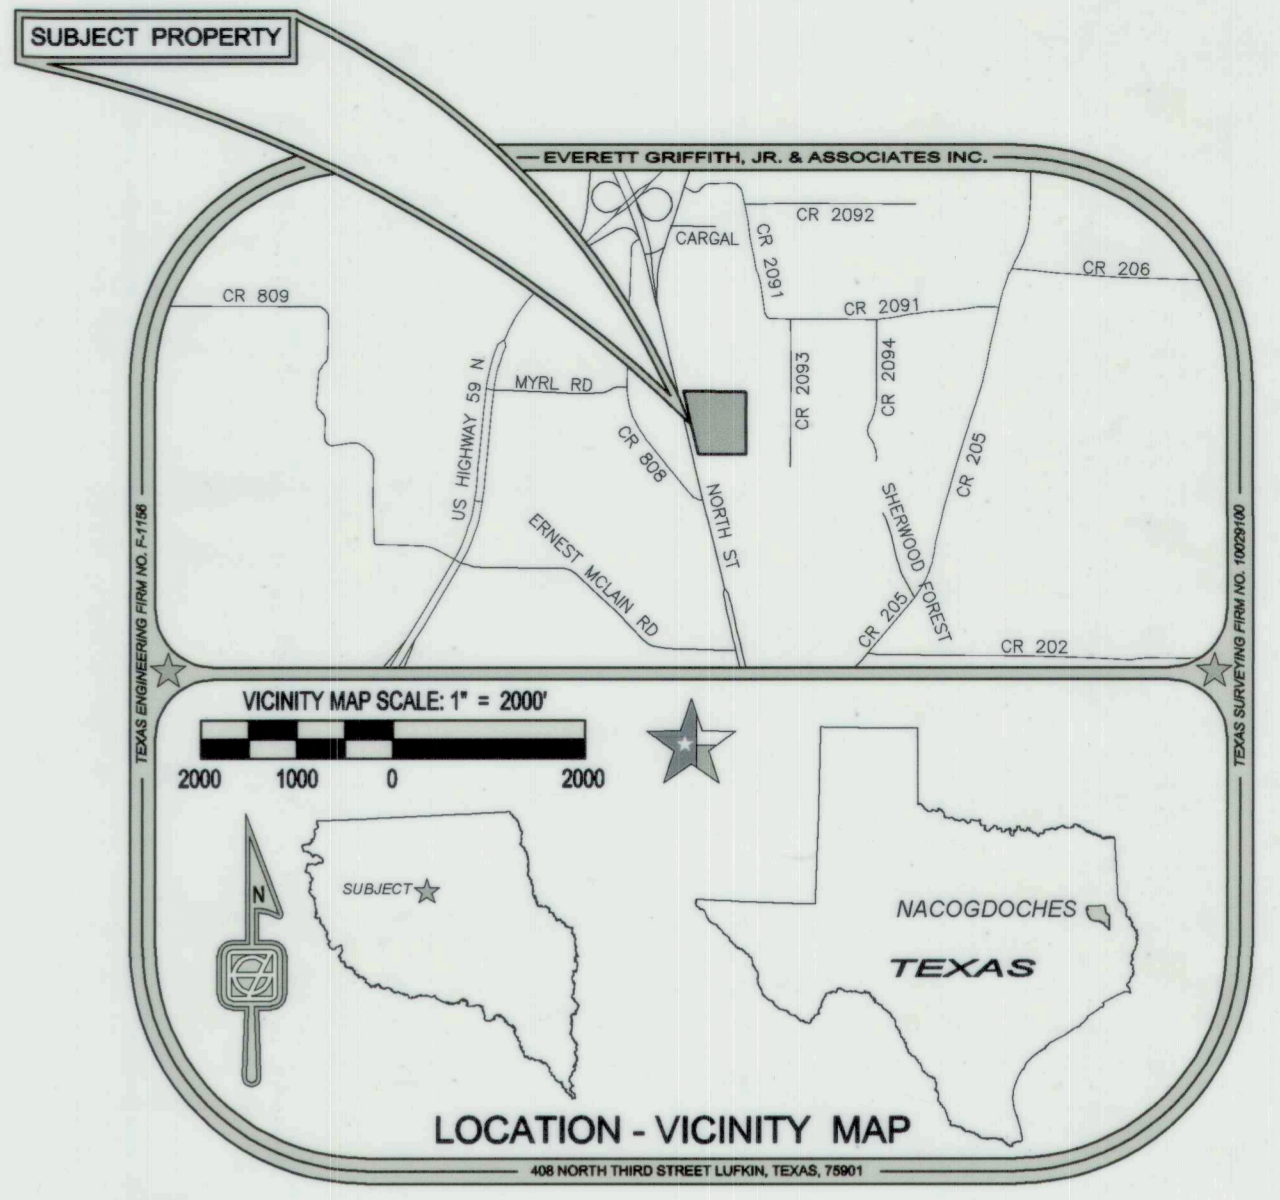 SUBJECT PROPERTY
EVERETT GRIFFITH, JR. & ASSOCIATES INC.
CR 2092
CARGAL
CR 2091
CR 206
CR 809
CR 2091
US HIGHWAY 59 N
MYRL RD
CR 2093
CR 2094
CR 808
CR 205
NORTH ST
SHERWOOD FOREST
ERNEST MCLAIN RD
CR 205
CR 202
TEXAS ENGINEERING FIRM NO. F-1156
TEXAS SURVEYING FIRM NO. 10029100
VICINITY MAP SCALE: 1" = 2000'
2000 1000 0 2000
N
SUBJECT
NACOGDOCHES
TEXAS
LOCATION - VICINITY MAP
408 NORTH THIRD STREET LUFKIN, TEXAS, 75901